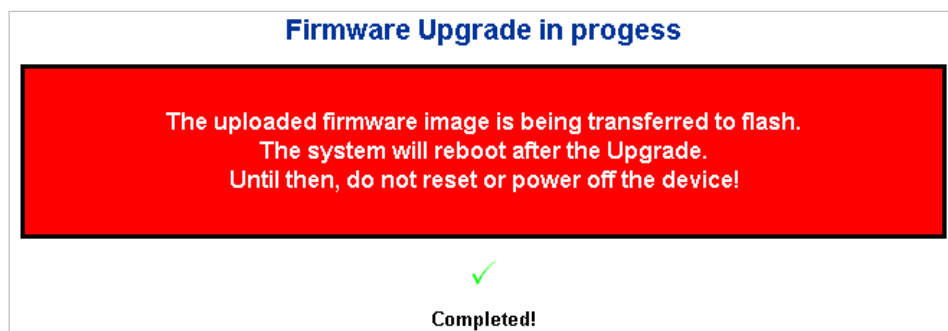 Firmware Upgrade in progess
The uploaded firmware image is being transferred to flash.
The system will reboot after the Upgrade.
Until then, do not reset or power off the device!
Completed!